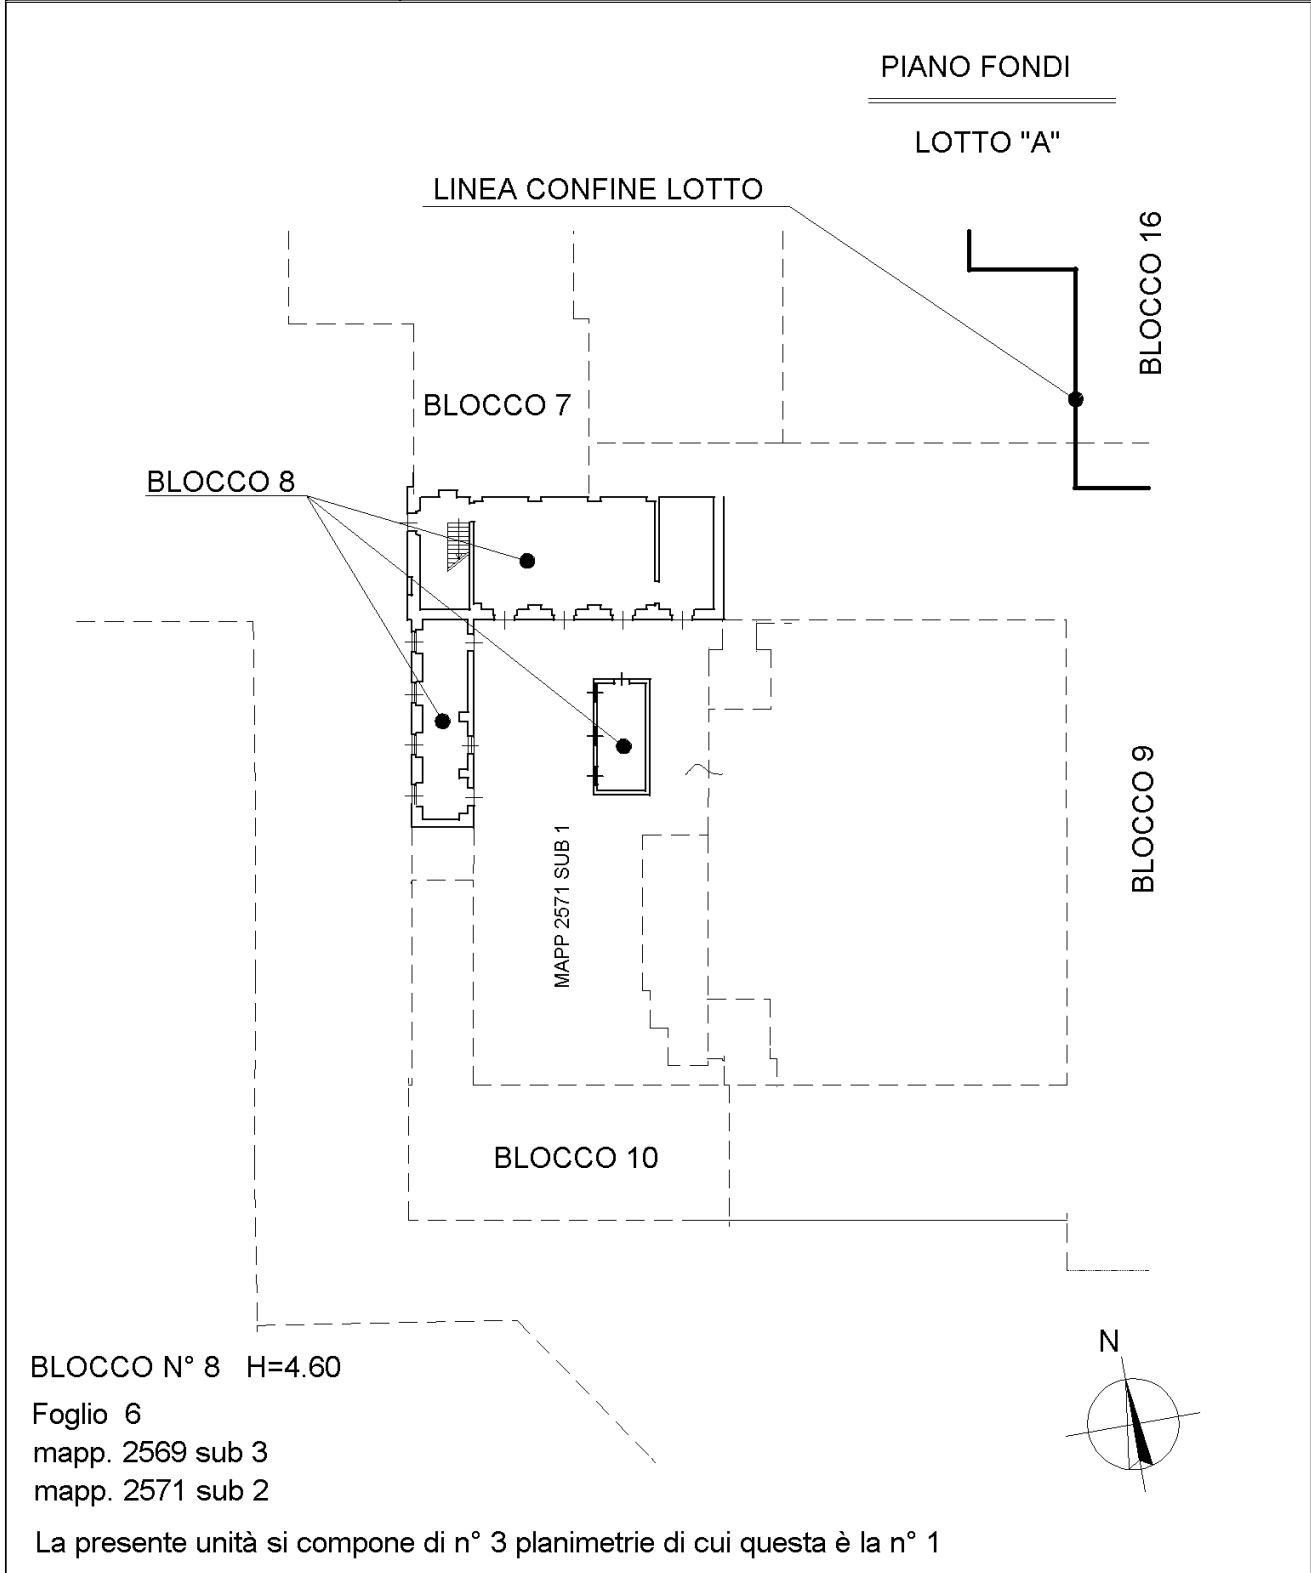 PIANO FONDI
LOTTO "A"
LINEA CONFINE LOTTO
BLOCCO 16
BLOCCO 7
BLOCCO 8
BLOCCO 9
MAPP 2571 SUB 1
BLOCCO 10
N
BLOCCO N° 8 H=4.60
Foglio 6
mapp. 2569 sub 3
mapp. 2571 sub 2
La presente unità si compone di n° 3 planimetrie di cui questa è la n° 1